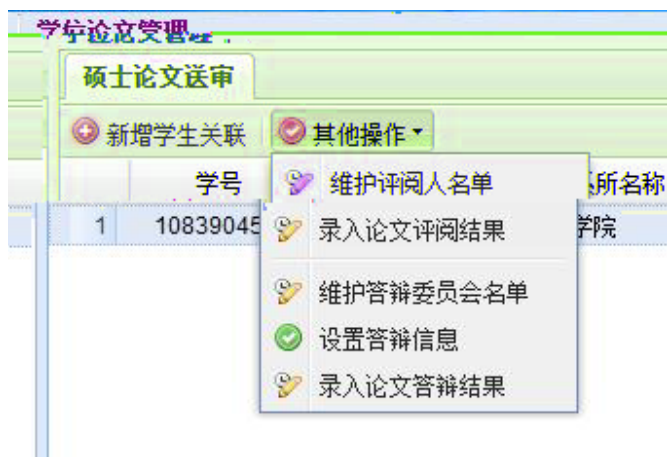 学位论文管理
硕士论文送审
新增学生关联 其他操作
学号 维护评阅人名单 所名称
1 10839045 录入论文评阅结果 学院
维护答辩委员会名单
设置答辩信息
录入论文答辩结果